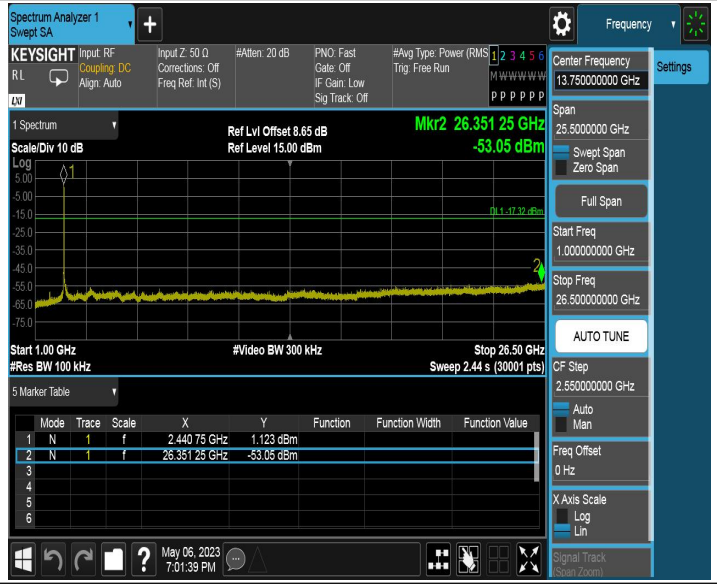 Spectrum Analyzer 1
Swept SA
Frequency
KEYSIGHT
RL
LXI
Input: RF
Coupling: DC
Align: Auto
Input Z: 50 Ω
Corrections: Off
Freq Ref: Int (S)
#Atten: 20 dB
PNO: Fast
Gate: Off
IF Gain: Low
Sig Track: Off
#Avg Type: Power (RMS
Trig: Free Run
1 2 3 4 5 6
M W W W W W
P P P P P P
Settings
1 Spectrum
Scale/Div 10 dB
Ref Lvl Offset 8.65 dB
Ref Level 15.00 dBm
Mkr2 26.351 25 GHz
-53.05 dBm
Log
5.00
-5.00
-15.0
-25.0
-35.0
-45.0
-55.0
-65.0
-75.0
1
DL1 -17.32 dBm
2
Start 1.00 GHz
#Res BW 100 kHz
#Video BW 300 kHz
Stop 26.50 GHz
Sweep 2.44 s (30001 pts)
5 Marker Table
Mode Trace Scale X Y Function Function Width Function Value
1 N 1 f 2.440 75 GHz 1.123 dBm
2 N 1 f 26.351 25 GHz -53.05 dBm
3
4
5
6
May 06, 2023
7:01:39 PM
?
Center Frequency
13.750000000 GHz
Span
25.5000000 GHz
Swept Span
Zero Span
Full Span
Start Freq
1.000000000 GHz
Stop Freq
26.500000000 GHz
AUTO TUNE
CF Step
2.550000000 GHz
Auto
Man
Freq Offset
0 Hz
X Axis Scale
Log
Lin
Signal Track
(Span Zoom)